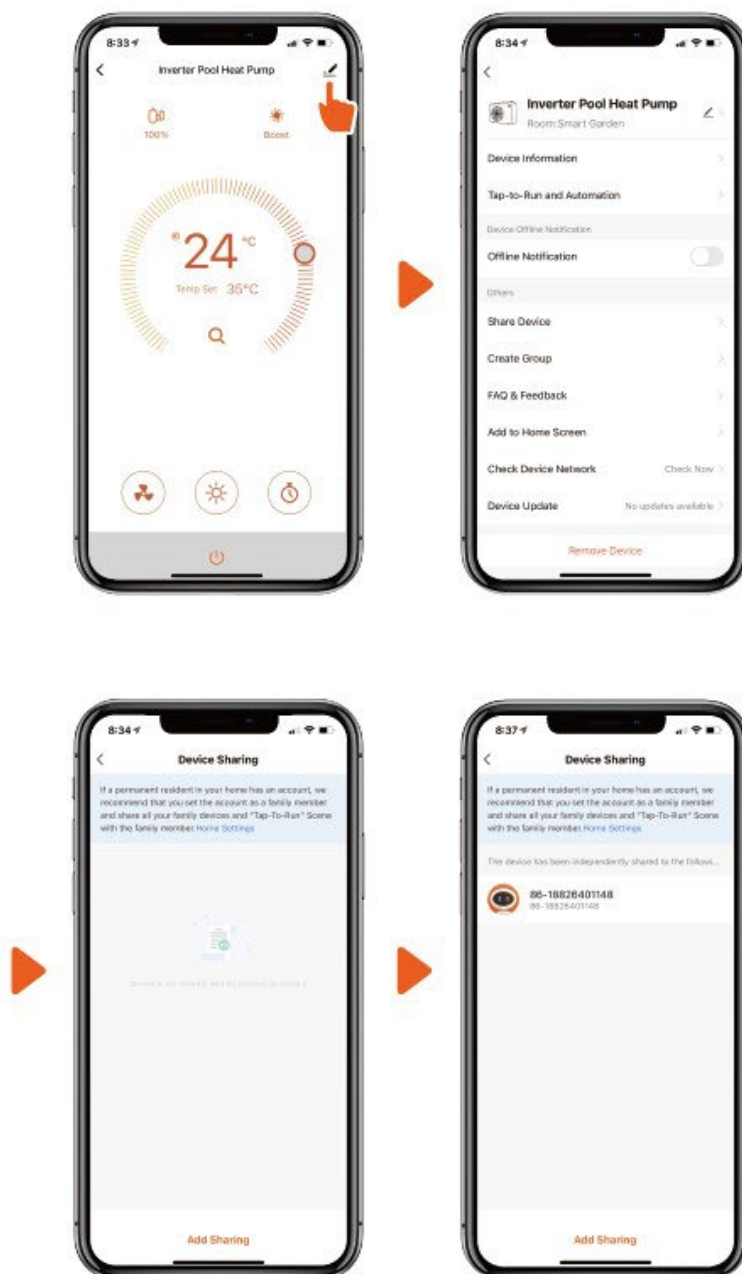 8:33
Inverter Pool Heat Pump
100%
Boost
24 °C
Temp Set 36°C
8:34
Inverter Pool Heat Pump
Room:Smart Garden
Device Information
Tap-to-Run and Automation
Device Offline Notification
Offline Notification
Others
Share Device
Create Group
FAQ & Feedback
Add to Home Screen
Check Device Network Check Now
Device Update No updates available
Remove Device
8:34
Device Sharing
If a permanent resident in your home has an account, we
recommend that you set the account as a family member
and share all your family devices and "Tap-To-Run" Scene
with the family member. Home Settings
Add Sharing
8:37
Device Sharing
If a permanent resident in your home has an account, we
recommend that you set the account as a family member
and share all your family devices and "Tap-To-Run" Scene
with the family member. Home Settings
The device has been independently shared to the followi...
86-18826401148
86-18826401148
Add Sharing